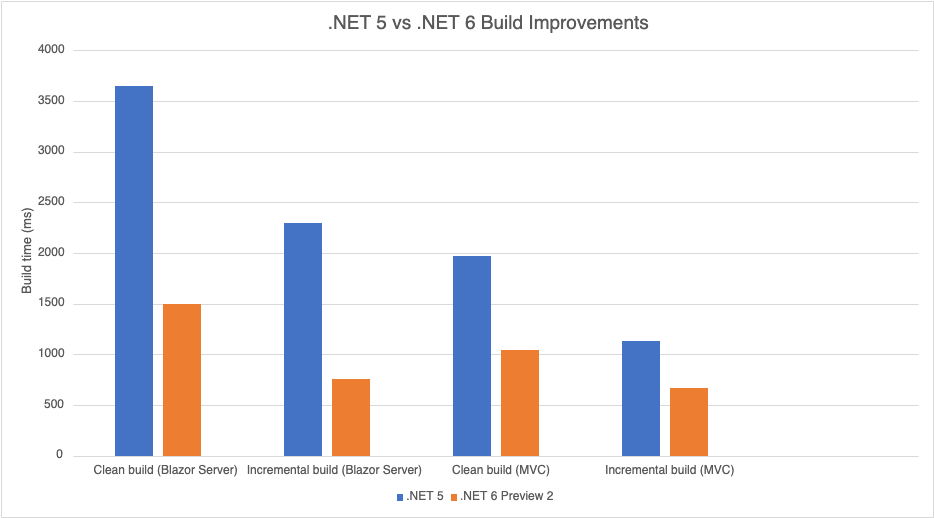 .NET 5 vs .NET 6 Build Improvements
4000
3500
3000
2500
2000
1500
1000
500
0
Build time (ms)
Clean build (Blazor Server) Incremental build (Blazor Server) Clean build (MVC) Incremental build (MVC)
.NET 5 .NET 6 Preview 2